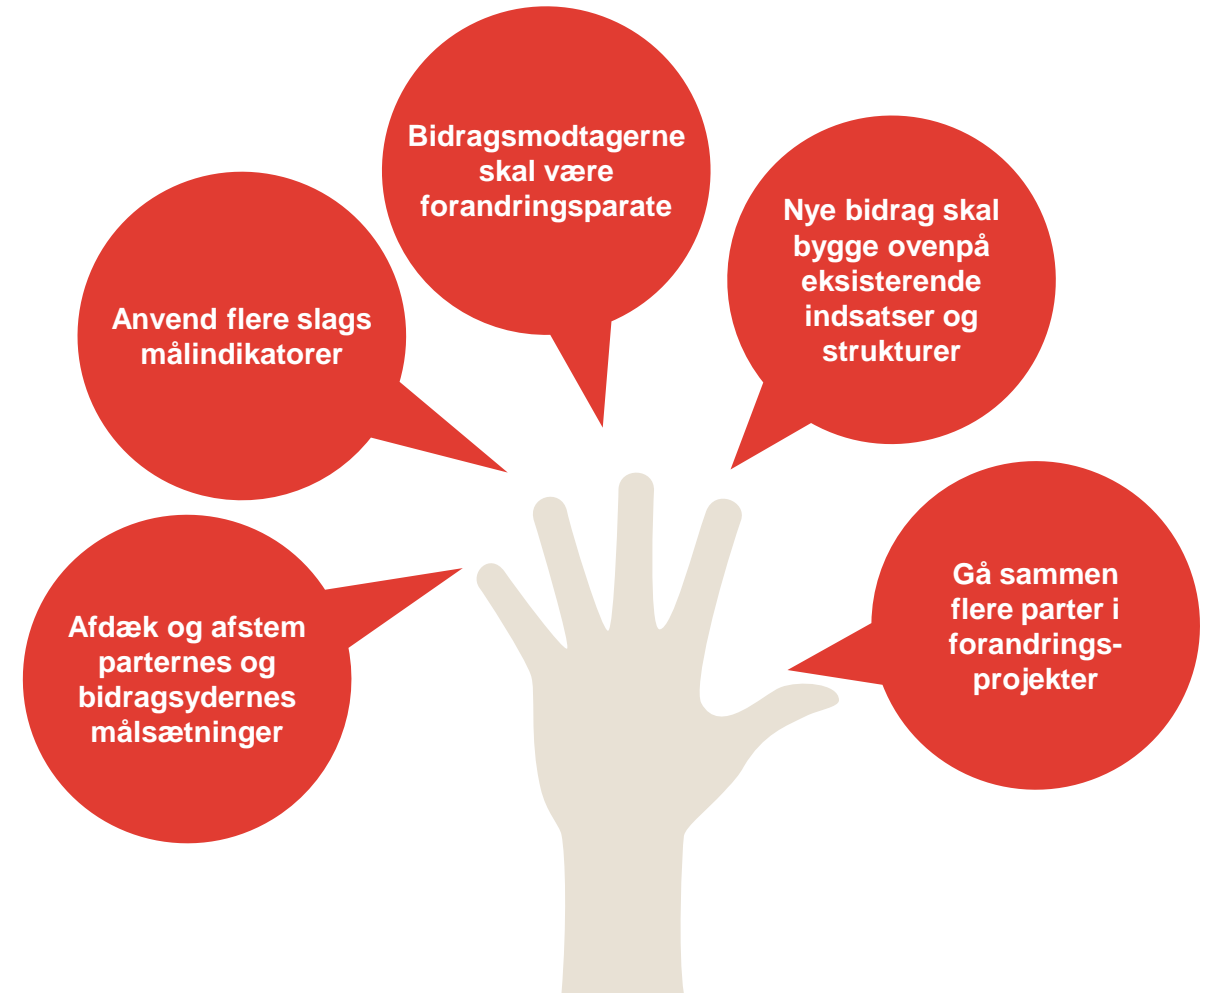 Bidragsmodtagerne
skal være
forandringsparate
Nye bidrag skal
bygge ovenpå
eksisterende
indsatser og
strukturer
Anvend flere slags
målindikatorer
Gå sammen
flere parter i
forandrings-
projekter
Afdæk og afstem
parternes og
bidragsydernes
målsætninger